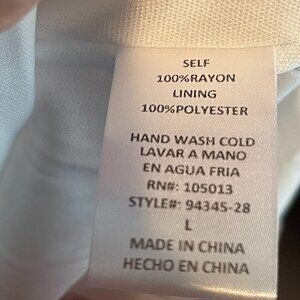 SELF
100%RAYON
LINING
100%POLYESTER
HAND WASH COLD
LAVAR A MANO
EN AGUA FRIA
RN#: 105013
STYLE#: 94345-28
L
MADE IN CHINA
HECHO EN CHINA